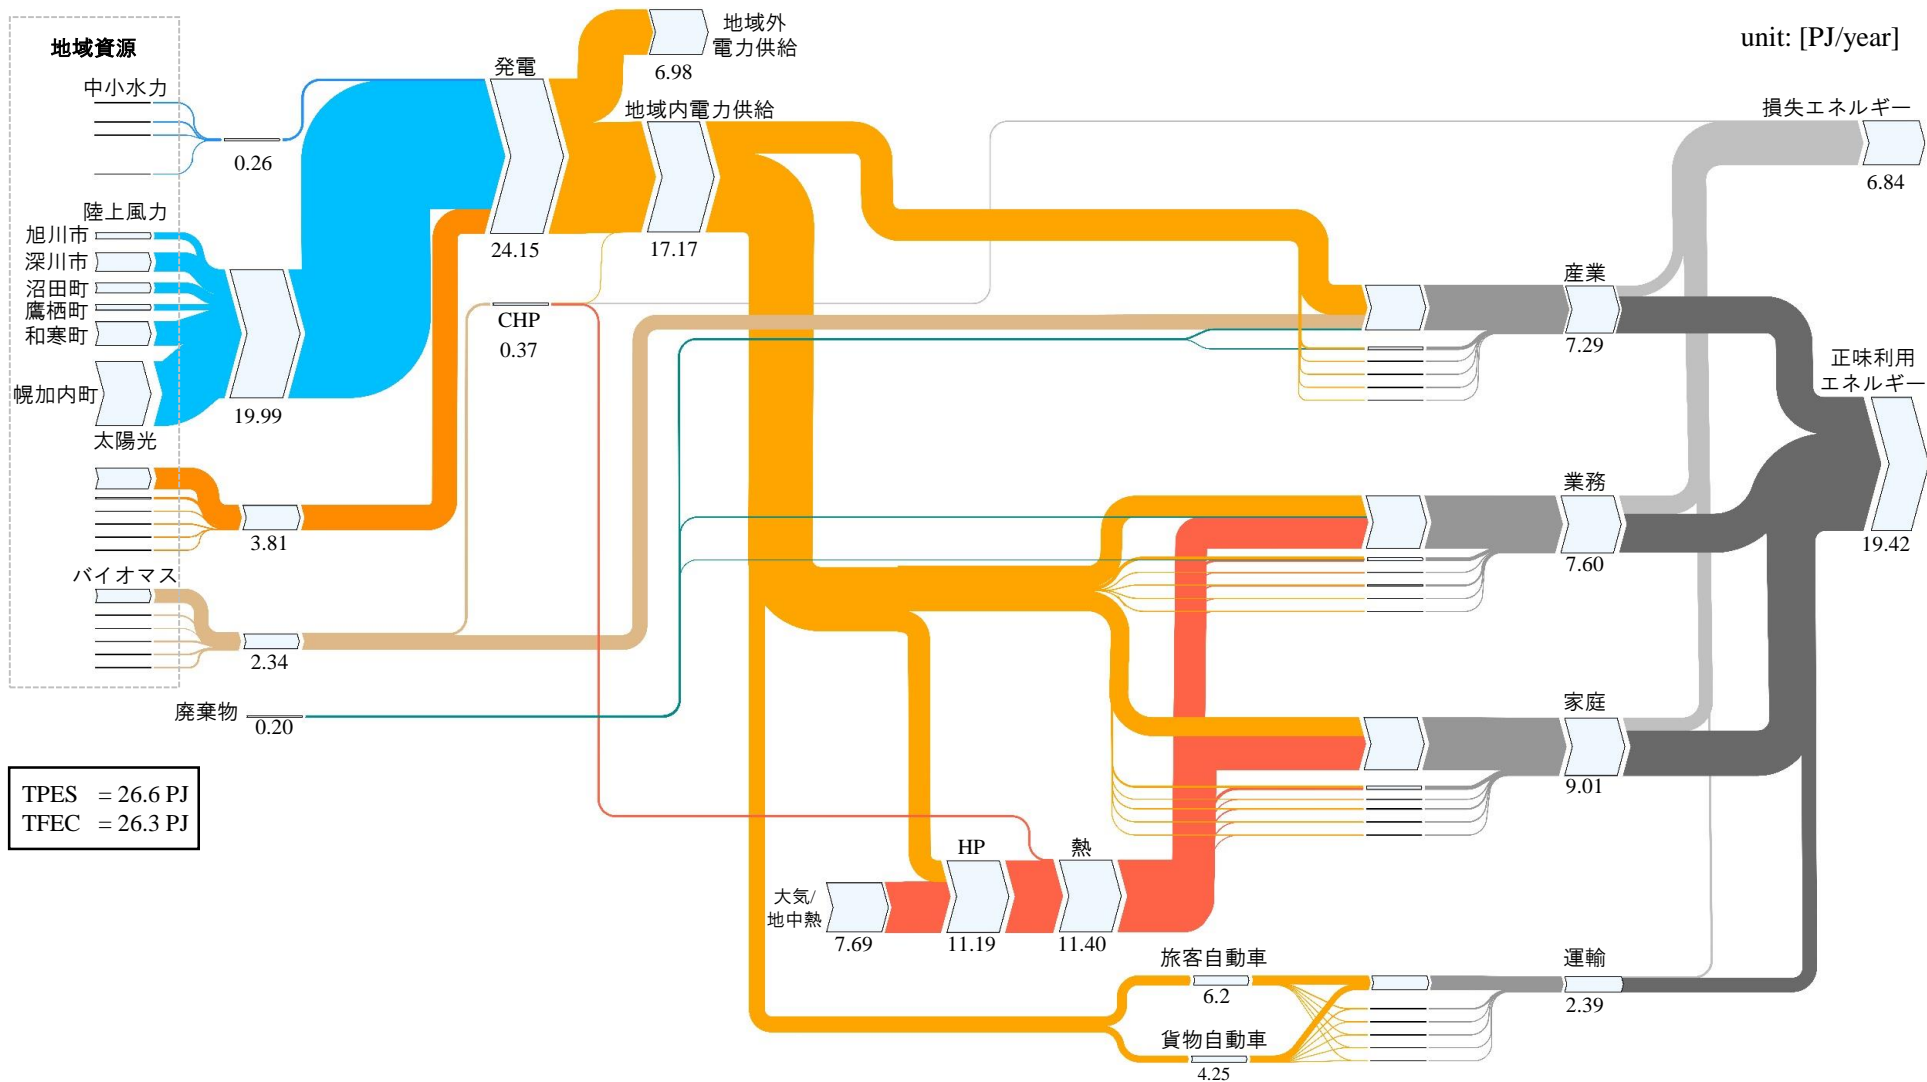 地域資源
中小水力
0.26
陸上風力
旭川市
深川市
沼田町
鷹栖町
和寒町
幌加内町
19.99
太陽光
3.81
バイオマス
2.34
廃棄物
0.20
TPES = 26.6 PJ
TFEC = 26.3 PJ
発電
24.15
地域外
電力供給
6.98
地域内電力供給
17.17
CHP
0.37
大気/
地中熱
7.69
HP
11.19
熱
11.40
旅客自動車
6.2
貨物自動車
4.25
産業
7.29
業務
7.60
家庭
9.01
運輸
2.39
unit: [PJ/year]
損失エネルギー
6.84
正味利用
エネルギー
19.42